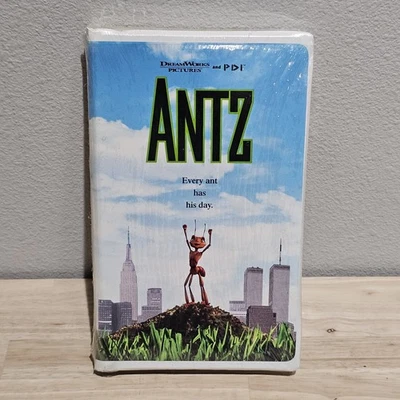 DREAMWORKS
PICTURES and PDI
ANTZ
Every ant
has
his day.